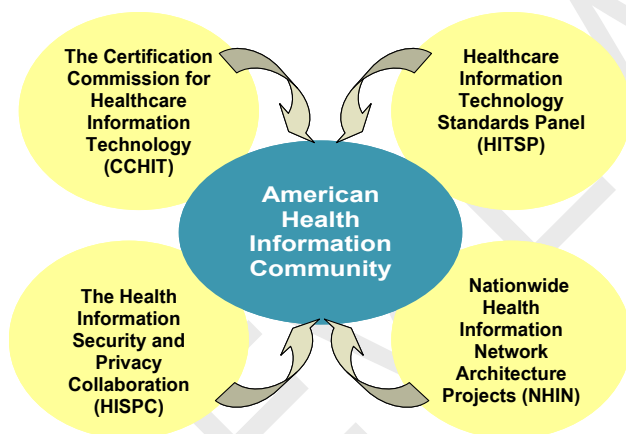 The Certification
Commission for
Healthcare
Information
Technology
(CCHIT)
Healthcare
Information
Technology
Standards Panel
(HITSP)
American
Health
Information
Community
The Health
Information
Security and
Privacy
Collaboration
(HISPC)
Nationwide
Health
Information
Network
Architecture
Projects (NHIN)